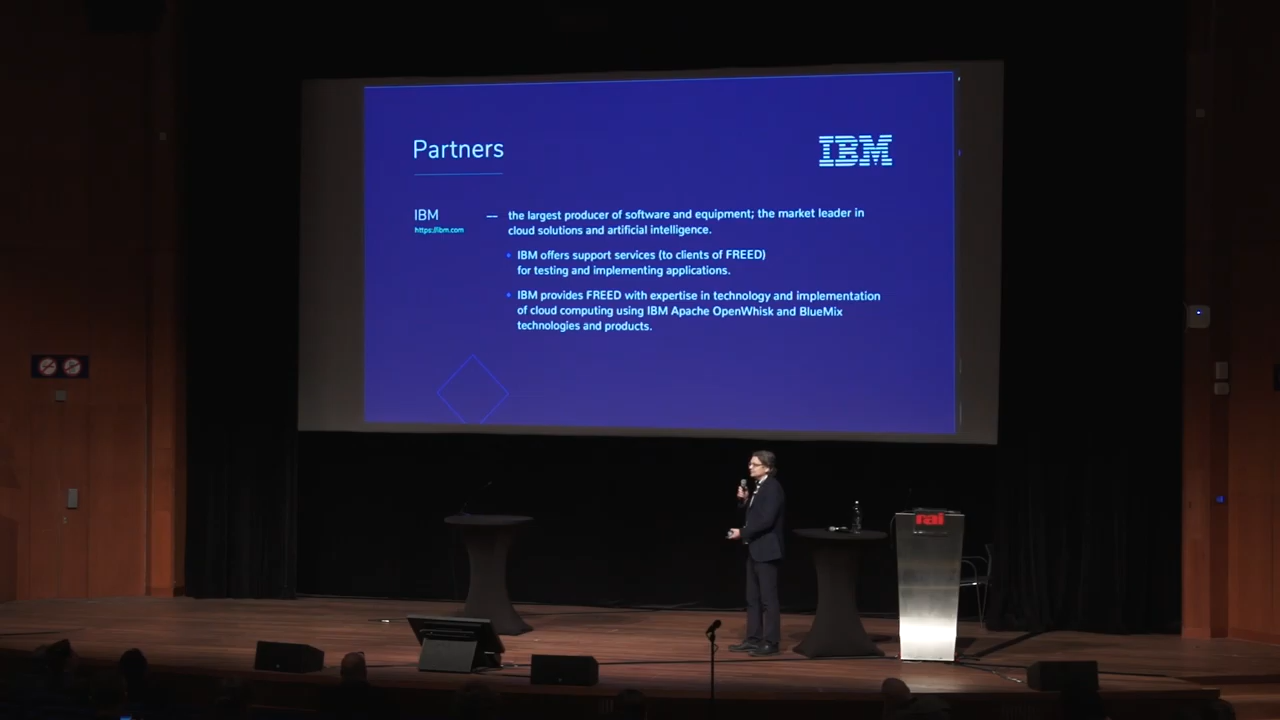 Partners
IBM
IBM — the largest producer of software and equipment; the market leader in
https://ibm.com cloud solutions and artificial intelligence.
• IBM offers support services (to clients of FREED)
for testing and implementing applications.
• IBM provides FREED with expertise in technology and implementation
of cloud computing using IBM Apache OpenWhisk and BlueMix
technologies and products.
rai